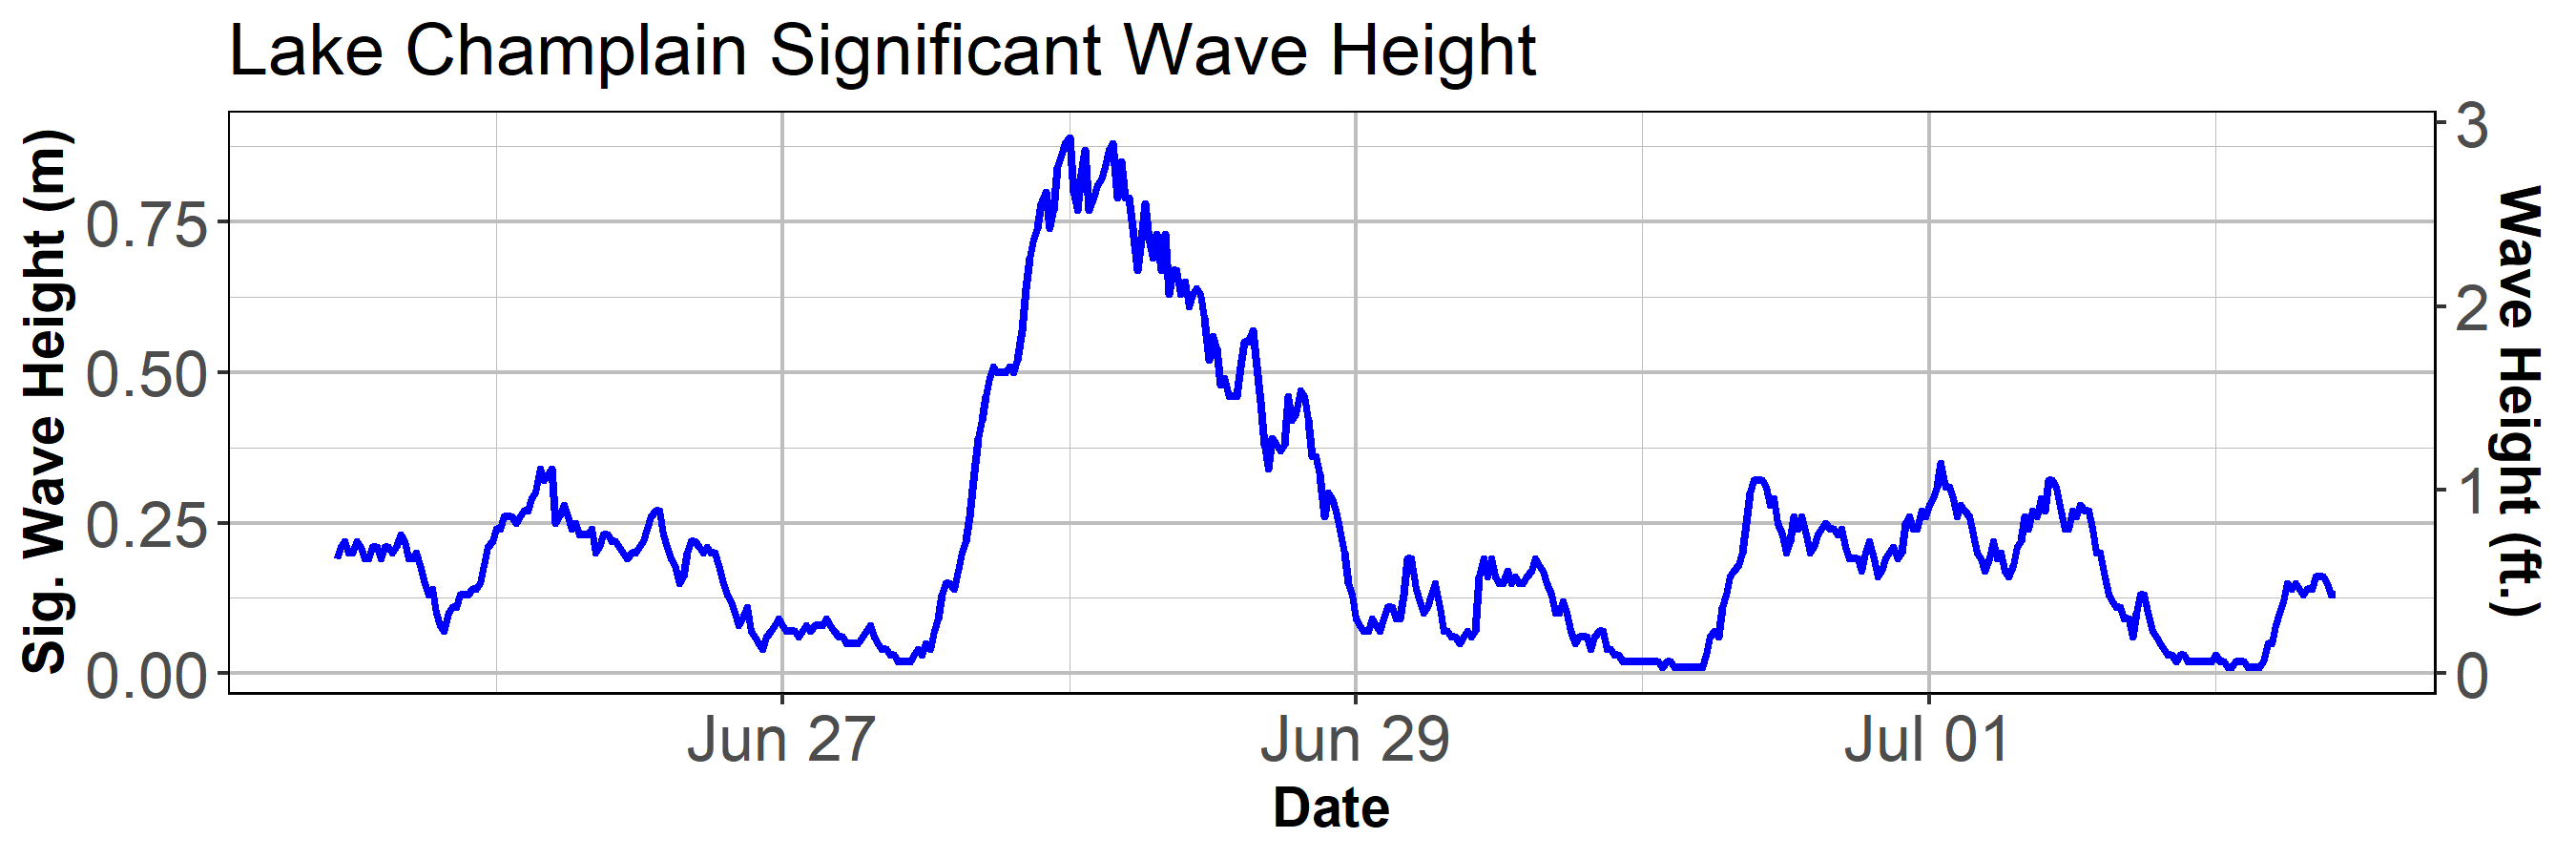 Lake Champlain Significant Wave Height
Sig. Wave Height (m)
0.75
0.50
0.25
0.00
3
2
1
0
Wave Height (ft.)
Jun 27
Jun 29
Jul 01
Date